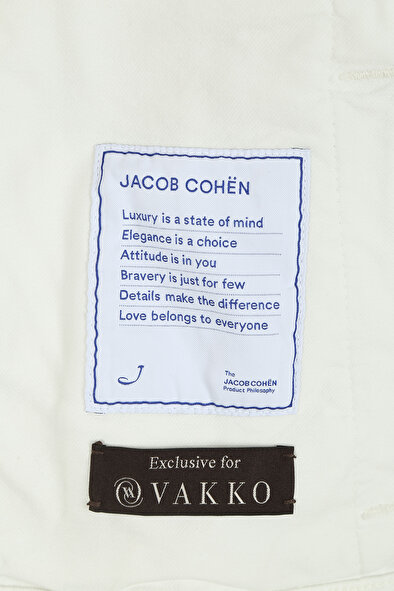 JACOB COHËN
Luxury is a state of mind
Elegance is a choice
Attitude is in you
Bravery is just for few
Details make the difference
Love belongs to everyone
J
The
JACOB COHËN
Product Philosophy
Exclusive for
VAKKO